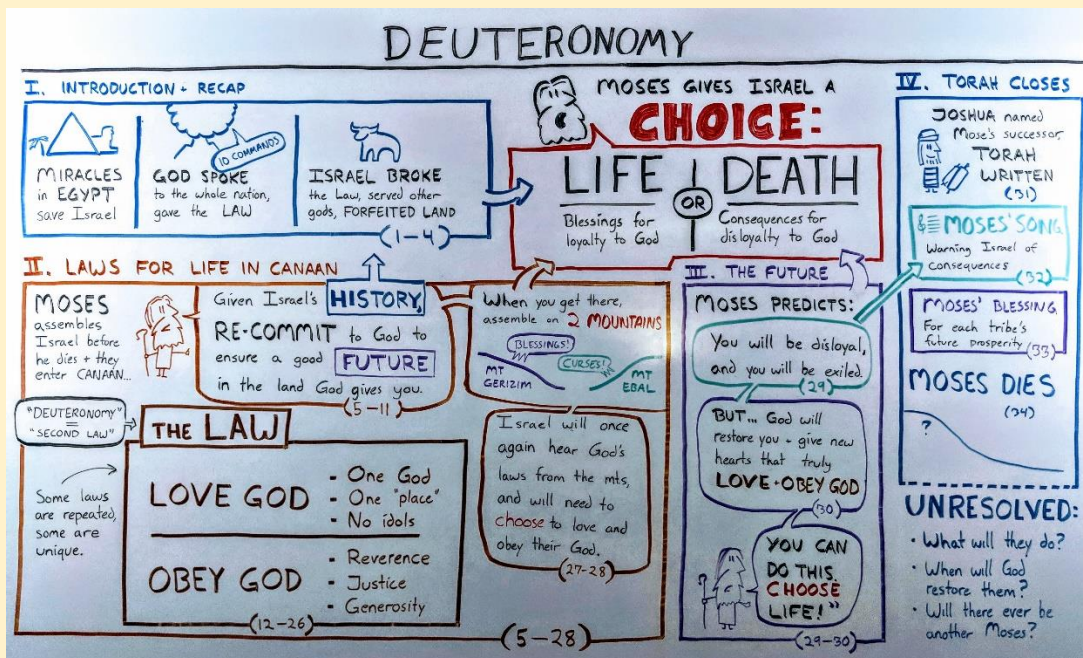 DEUTERONOMY
I. INTRODUCTION + RECAP
MIRACLES
in EGYPT
save Israel
10 COMMANDS
GOD SPOKE
to the whole nation,
gave the LAW
ISRAEL BROKE
the Law, served other
gods, FORFEITED LAND
(1-4)
MOSES GIVES ISRAEL A
CHOICE:
LIFE
Blessings for
loyalty to God
OR
DEATH
Consequences for
disloyalty to God
II. LAWS FOR LIFE IN CANAAN
MOSES
assembles
Israel before
he dies + they
enter CANAAN...
Given Israel's HISTORY,
RE-COMMIT to God to
ensure a good FUTURE
in the land God gives you.
(5-11)
"DEUTERONOMY"
=
"SECOND LAW"
Some laws
are repeated,
some are
unique.
THE LAW
LOVE GOD
- One God
- One "place"
- No idols
OBEY GOD
- Reverence
- Justice
- Generosity
(12-26)
When you get there,
assemble on 2 MOUNTAINS
BLESSINGS!
CURSES!
MT
GERIZIM
MT
EBAL
Israel will once
again hear God's
laws from the mts,
and will need to
choose to love and
obey their God.
(27-28)
(5-28)
III. THE FUTURE
MOSES PREDICTS:
You will be disloyal,
and you will be exiled.
(29)
BUT... God will
restore you + give new
hearts that truly
LOVE + OBEY GOD
(30)
YOU CAN
DO THIS.
CHOOSE
LIFE!"
(29-30)
IV. TORAH CLOSES
JOSHUA named
Mose's successor,
TORAH
WRITTEN
(31)
MOSES' SONG
Warning Israel of
consequences
(32)
MOSES' BLESSING
For each tribe's
future prosperity
(33)
MOSES DIES
(34)
?
UNRESOLVED:
• What will they do?
• When will God
restore them?
• Will there ever be
another Moses?